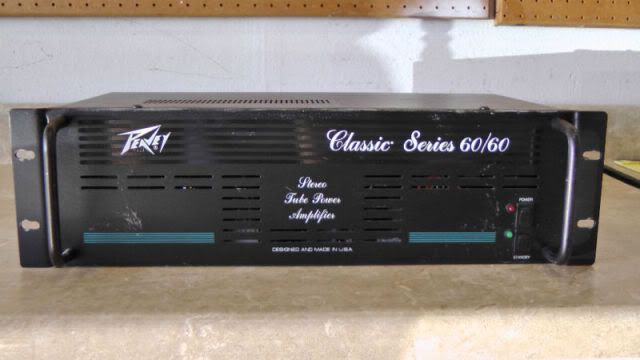 PEAVEY®
Classic® Series 60/60
Stereo
Tube Power
Amplifier
POWER
STANDBY
DESIGNED AND MADE IN U.S.A.